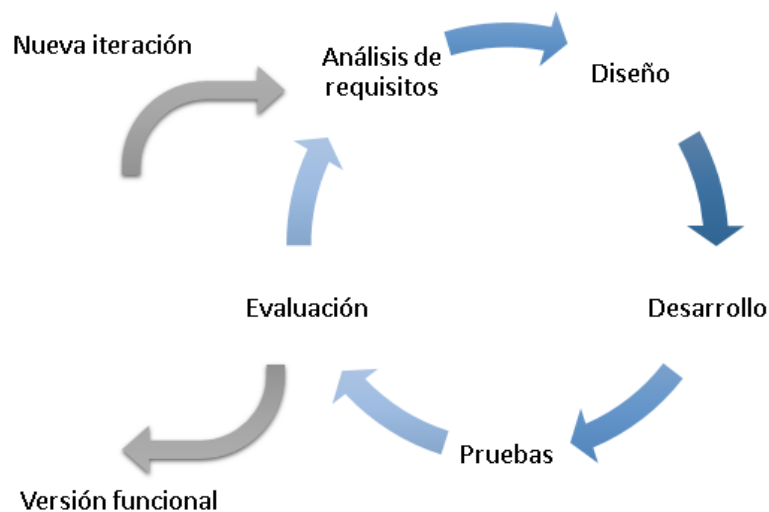 Nueva iteración
Análisis de
requisitos
Diseño
Evaluación
Desarrollo
Pruebas
Versión funcional